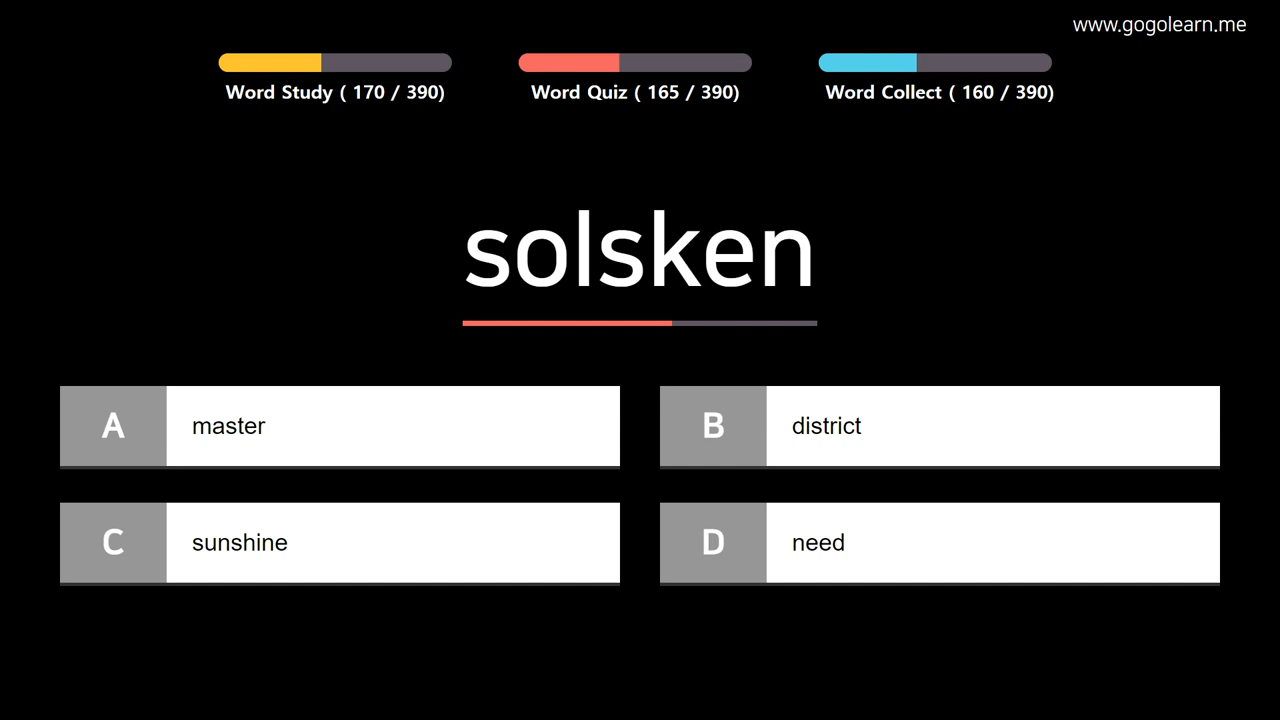 www.gogolearn.me
Word Study ( 170 / 390)
Word Quiz ( 165 / 390)
Word Collect ( 160 / 390)
solsken
A master
B district
C sunshine
D need